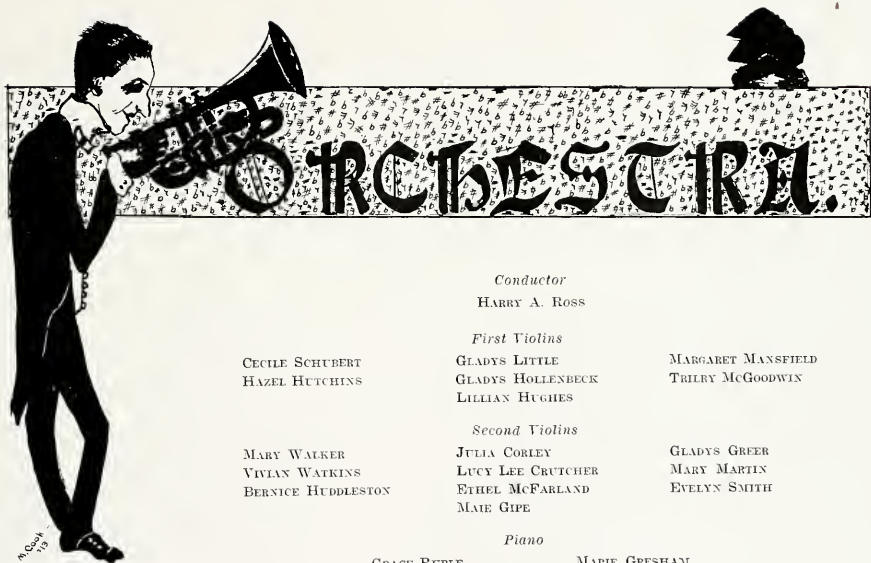 ORCHESTRA.
Conductor
HARRY A. ROSS
First Violins
CECILE SCHUBERT GLADYS LITTLE MARGARET MANSFIELD
HAZEL HUTCHINS GLADYS HOLLENBECK TRILBY McGOODWIN
LILLIAN HUGHES
Second Violins
MARY WALKER JULIA CORLEY GLADYS GREER
VIVIAN WATKINS LUCY LEE CRUTCHER MARY MARTIN
BERNICE HUDDLESTON ETHEL McFARLAND EVELYN SMITH
MAIE GIPE
Piano
GRACE MARIE GRESHAM
M. Cook
'13